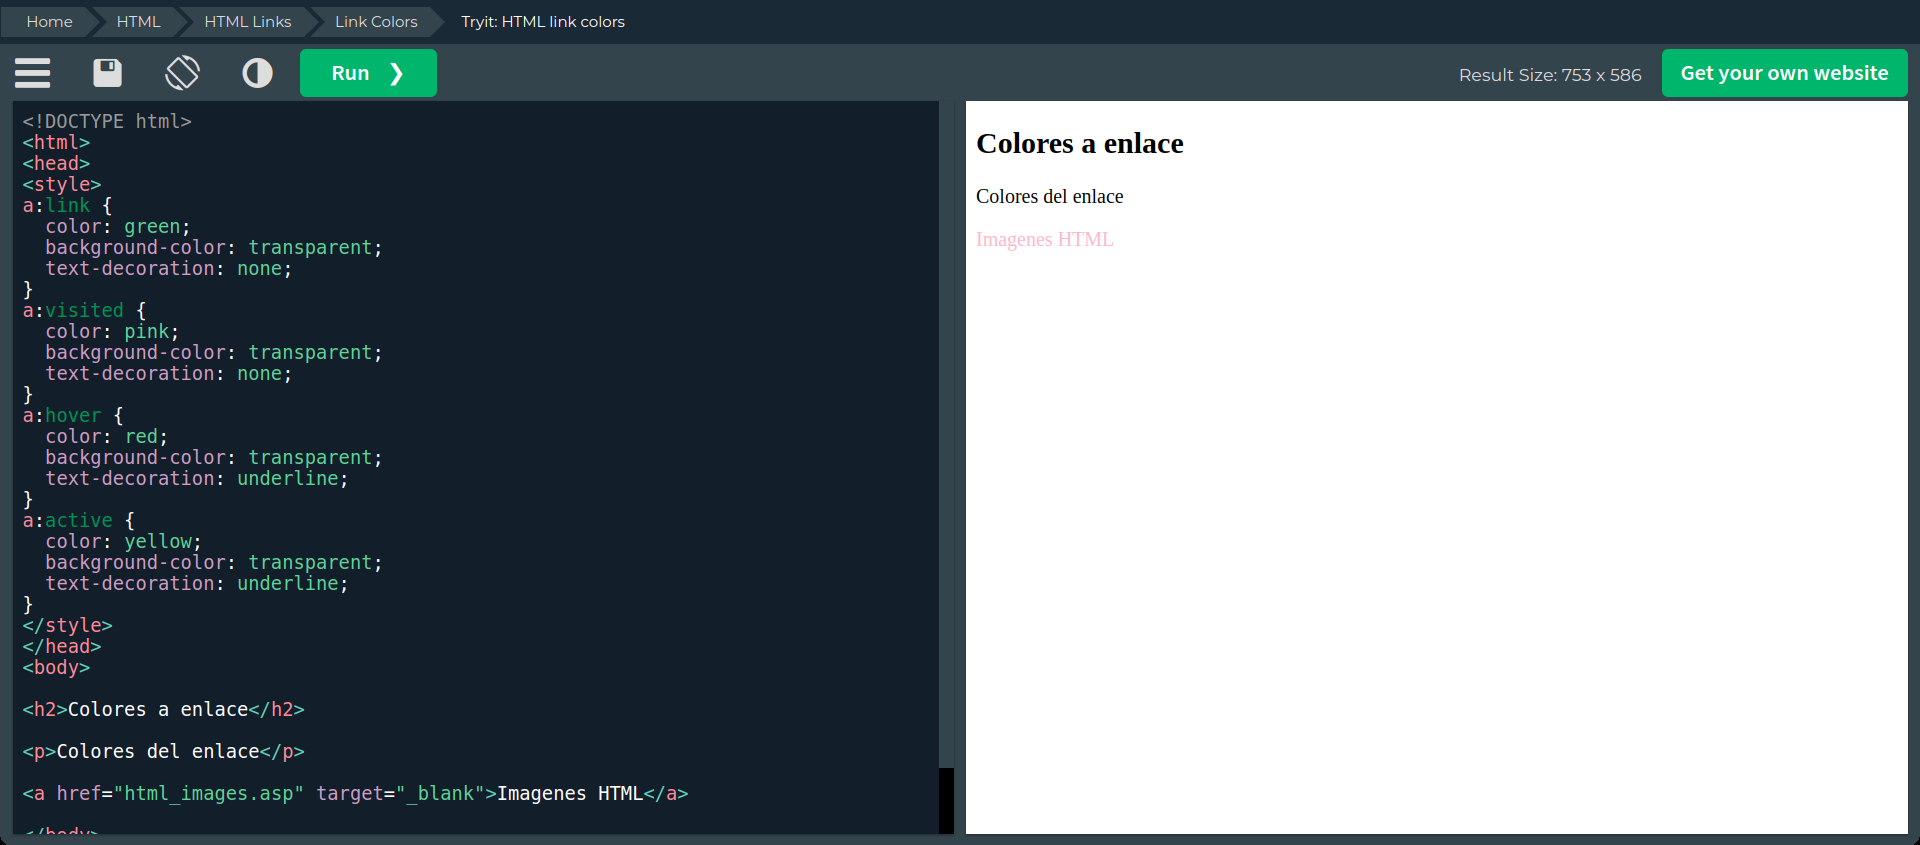 Home HTML HTML Links Link Colors Tryit: HTML link colors
Run ❯ Result Size: 753 x 586 Get your own website
<!DOCTYPE html>
<html>
<head>
<style>
a:link {
  color: green;
  background-color: transparent;
  text-decoration: none;
}
a:visited {
  color: pink;
  background-color: transparent;
  text-decoration: none;
}
a:hover {
  color: red;
  background-color: transparent;
  text-decoration: underline;
}
a:active {
  color: yellow;
  background-color: transparent;
  text-decoration: underline;
}
</style>
</head>
<body>
<h2>Colores a enlace</h2>
<p>Colores del enlace</p>
<a href="html_images.asp" target="_blank">Imagenes HTML</a>
</body>
Colores a enlace
Colores del enlace
Imagenes HTML